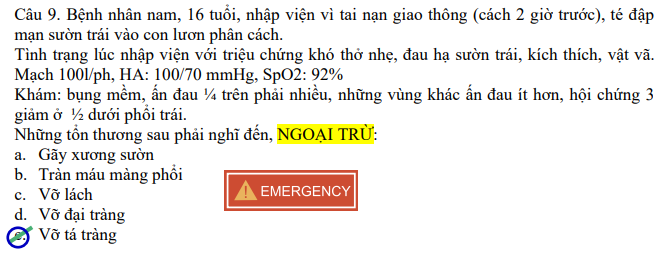 Câu 9. Bệnh nhân nam, 16 tuổi, nhập viện vì tai nạn giao thông (cách 2 giờ trước), té đập
mạn sườn trái vào con lươn phân cách.
Tình trạng lúc nhập viện với triệu chứng khó thở nhẹ, đau hạ sườn trái, kích thích, vật vã.
Mạch 100l/ph, HA: 100/70 mmHg, SpO2: 92%
Khám: bụng mềm, ấn đau ¼ trên phải nhiều, những vùng khác ấn đau ít hơn, hội chứng 3
giảm ở ½ dưới phổi trái.
Những tổn thương sau phải nghĩ đến, NGOẠI TRỪ:
a. Gãy xương sườn
b. Tràn máu màng phổi
c. Vỡ lách
EMERGENCY
d. Vỡ đại tràng
e. Vỡ tá tràng